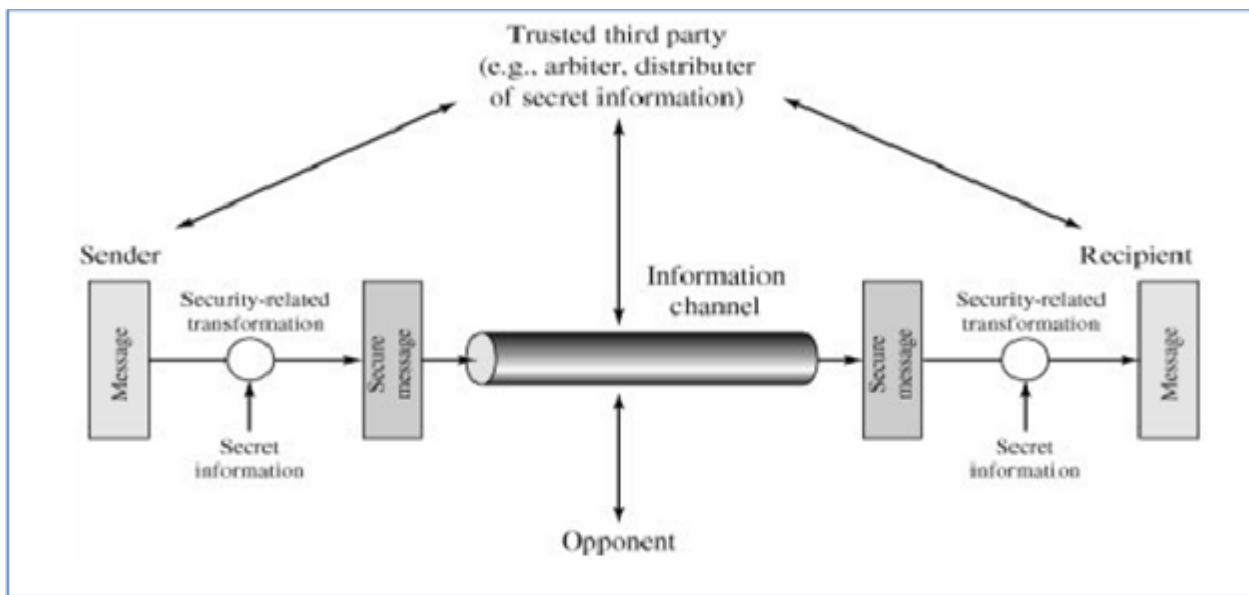 Trusted third party
(e.g., arbiter, distributer
of secret information)
Sender
Recipient
Information
channel
Message
Security-related
transformation
Secret
information
Secure
message
Secure
message
Security-related
transformation
Secret
information
Message
Opponent